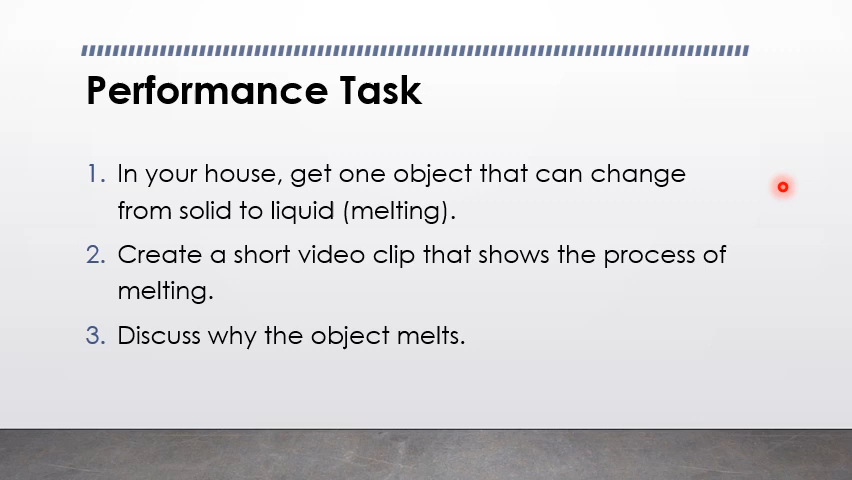 Performance Task
1. In your house, get one object that can change
from solid to liquid (melting).
2. Create a short video clip that shows the process of
melting.
3. Discuss why the object melts.